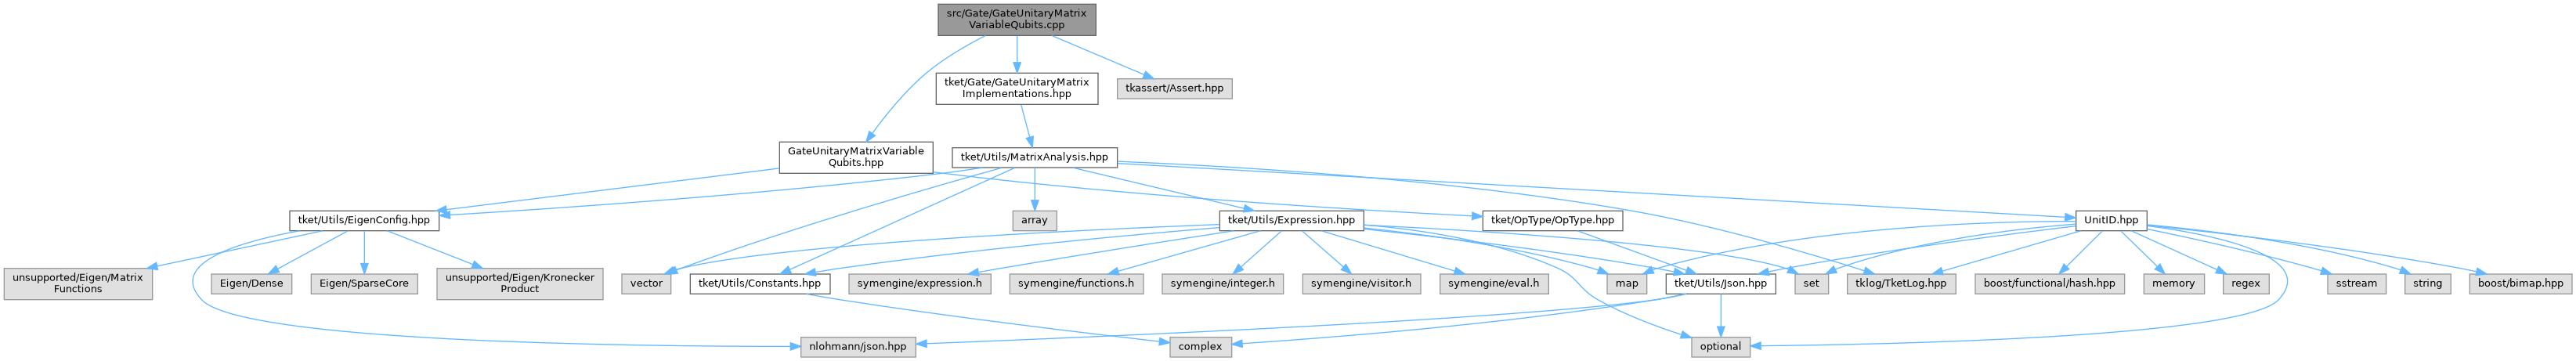 src/Gate/GateUnitaryMatrix
VariableQubits.cpp
tket/Gate/GateUnitaryMatrix
Implementations.hpp
tkassert/Assert.hpp
GateUnitaryMatrixVariable
Qubits.hpp
tket/Utils/MatrixAnalysis.hpp
tket/Utils/EigenConfig.hpp
array
tket/Utils/Expression.hpp
tket/OpType/OpType.hpp
UnitID.hpp
unsupported/Eigen/Matrix
Functions
Eigen/Dense
Eigen/SparseCore
unsupported/Eigen/Kronecker
Product
vector
tket/Utils/Constants.hpp
symengine/expression.h
symengine/functions.h
symengine/integer.h
symengine/visitor.h
symengine/eval.h
map
tket/Utils/Json.hpp
set
tklog/TketLog.hpp
boost/functional/hash.hpp
memory
regex
sstream
string
boost/bimap.hpp
nlohmann/json.hpp
complex
optional